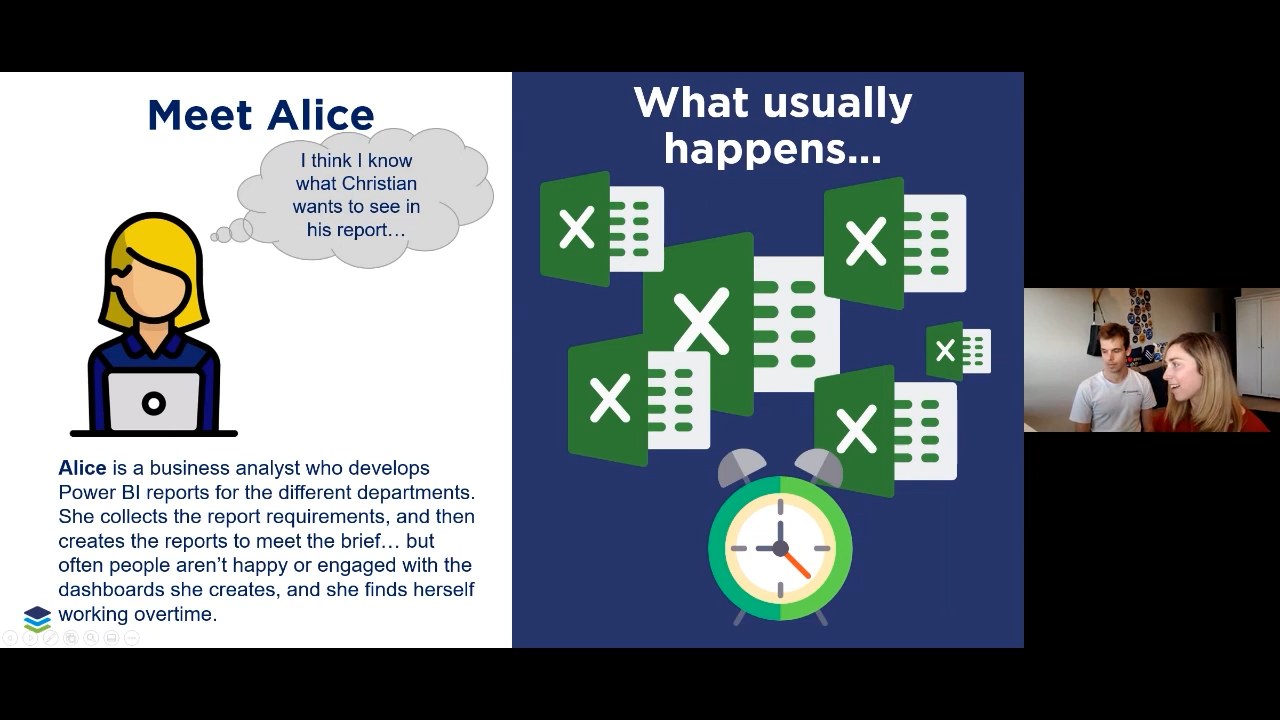 Meet Alice
I think I know
what Christian
wants to see in
his report…
Alice is a business analyst who develops
Power BI reports for the different departments.
She collects the report requirements, and then
creates the reports to meet the brief… but
often people aren’t happy or engaged with the
dashboards she creates, and she finds herself
working overtime.
What usually
happens...
X
X
X
X
X
X